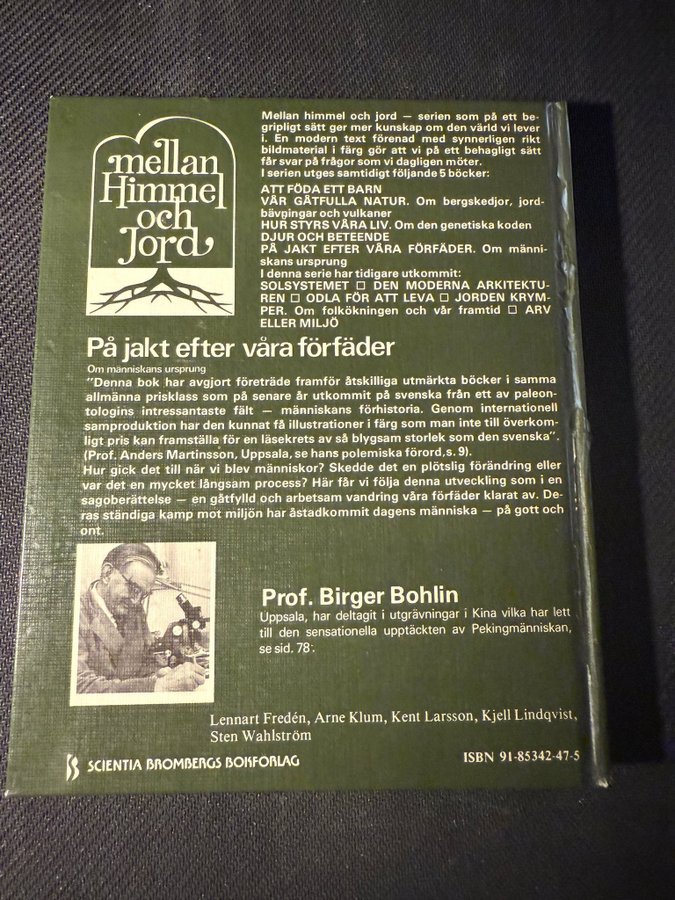 mellan
Himmel
och
Jord
Mellan himmel och jord — serien som på ett be-
gripligt sätt ger mer kunskap om den värld vi lever
i. En modern text förenad med synnerligen rikt
bildmaterial i färg gör att vi på ett behagligt sätt
får svar på frågor som vi dagligen möter.
I serien utges samtidigt följande 5 böcker:
ATT FÖDA ETT BARN
VÅR GÅTFULLA NATUR. Om bergskedjor, jord-
bävpingar och vulkaner
HUR STYRS VÅRA LIV. Om den genetiska koden
DJUR OCH BETEENDE
PÅ JAKT EFTER VÅRA FÖRFÄDER. Om männi-
skans ursprung
I denna serie har tidigare utkommit:
SOLSYSTEMET □ DEN MODERNA ARKITEKTU-
REN □ ODLA FÖR ATT LEVA □ JORDEN KRYM-
PER. Om folkökningen och vår framtid □ ARV
ELLER MILJÖ
På jakt efter våra förfäder
Om människans ursprung
"Denna bok har avgjort företräde framför åtskilliga utmärkta böcker i samma
allmänna prisklass som på senare år utkommit på svenska från ett av paleon-
tologins intressantaste fält — människans förhistoria. Genom internationell
samproduktion har den kunnat få illustrationer i färg som man inte till överkom-
ligt pris kan framställa för en läsekrets av så blygsam storlek som den svenska".
(Prof. Anders Martinsson, Uppsala, se hans polemiska förord, s. 9).
Hur gick det till när vi blev människor? Skedde det en plötslig förändring eller
var det en mycket långsam process? Här får vi följa denna utveckling som i en
sagoberättelse — en gåtfylld och arbetsam vandring våra förfäder klarat av. De-
ras ständiga kamp mot miljön har åstadkommit dagens människa — på gott och
ont.
Prof. Birger Bohlin
Uppsala, har deltagit i utgrävningar i Kina vilka har lett
till den sensationella upptäckten av Pekingmänniskan,
se sid. 78.
Lennart Fredén, Arne Klum, Kent Larsson, Kjell Lindqvist,
Sten Wahlström
SCIENTIA BROMBERGS BOKFÖRLAG
ISBN 91-85342-47-5